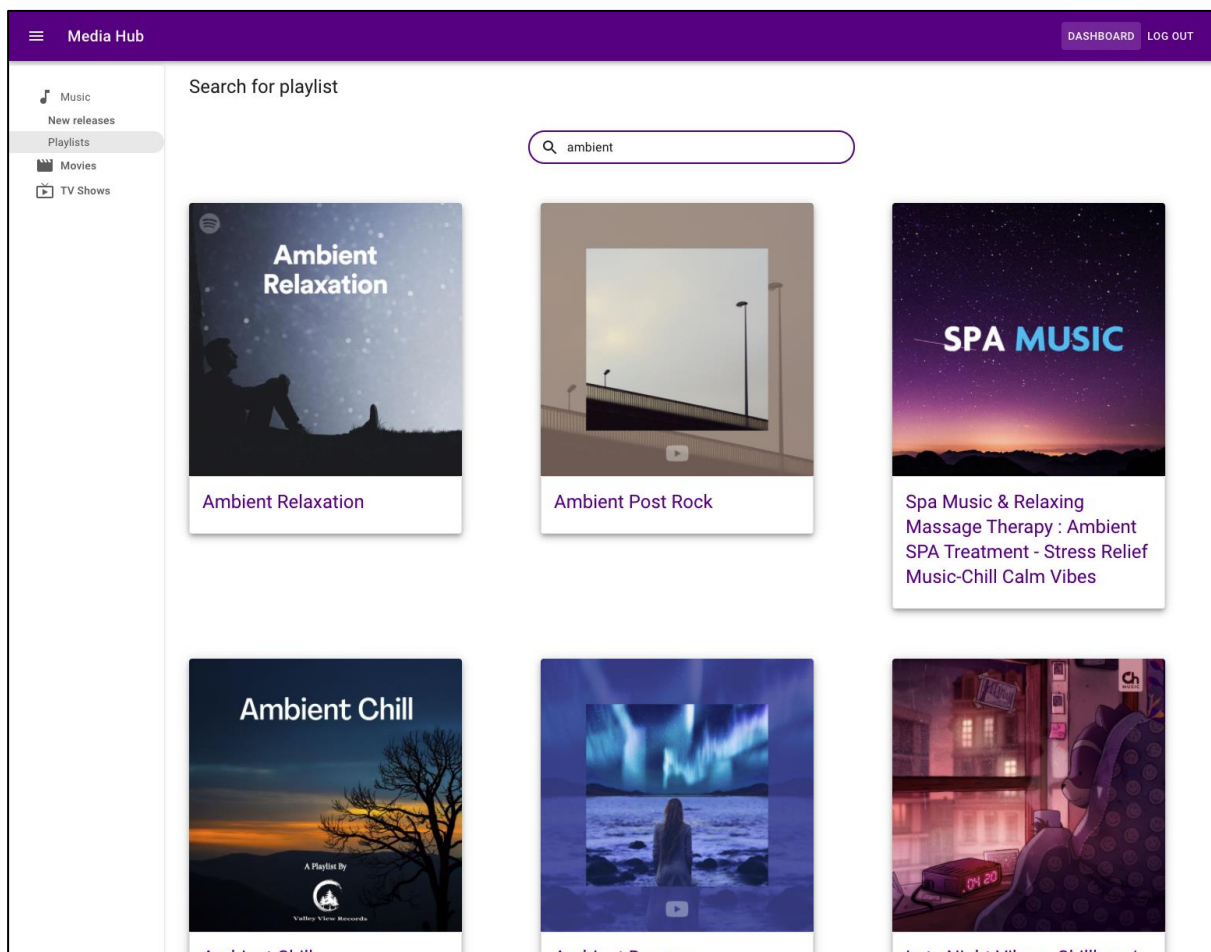 Media Hub
DASHBOARD
LOG OUT
Music
New releases
Playlists
Movies
TV Shows
Search for playlist
ambient
Ambient
Relaxation
SPA MUSIC
Ambient Relaxation
Ambient Post Rock
Spa Music & Relaxing
Massage Therapy : Ambient
SPA Treatment - Stress Relief
Music-Chill Calm Vibes
Ambient Chill
A Playlist By
Valley View Records
Ch
MUSIC
04 20